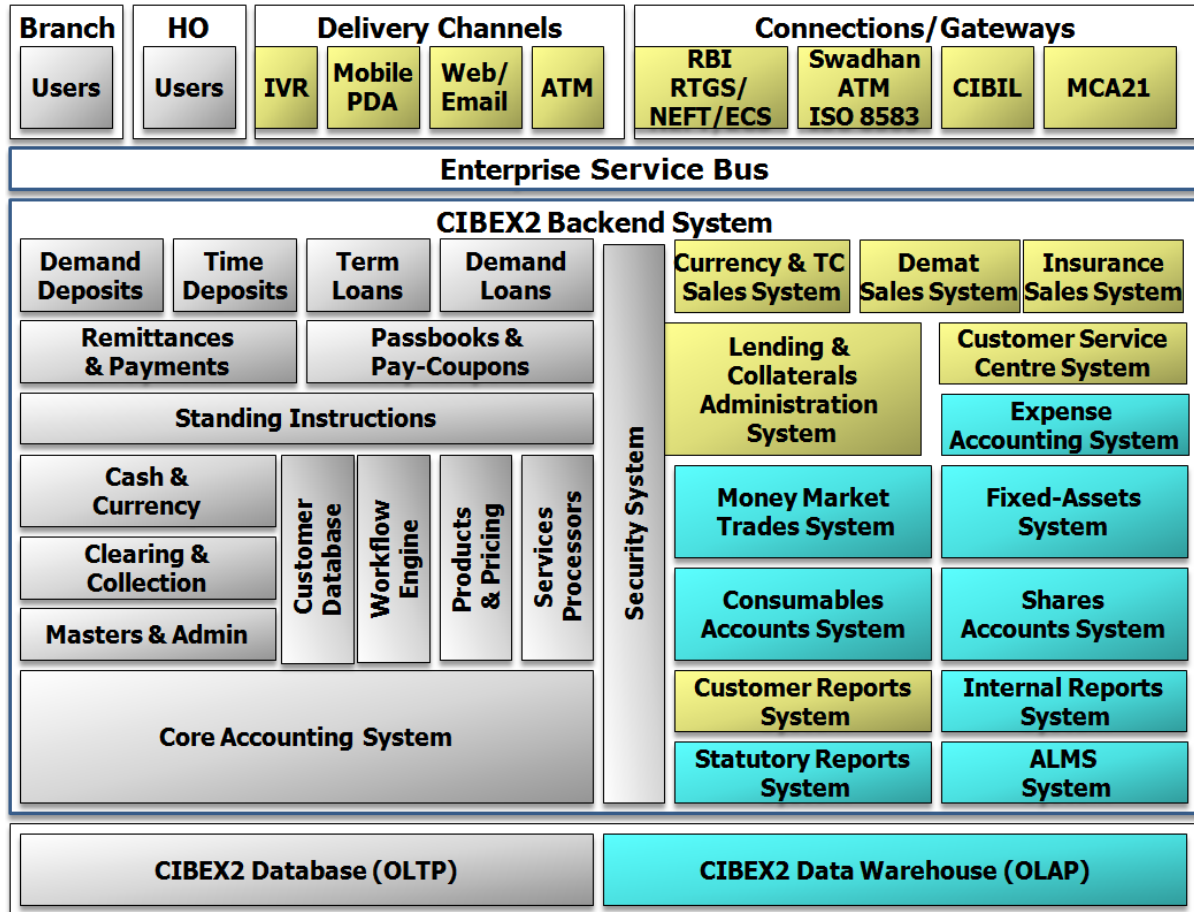 Branch
Users
HO
Users
Delivery Channels
IVR
Mobile
PDA
Web/
Email
ATM
Connections/Gateways
RBI
RTGS/
NEFT/ECS
Swadhan
ATM
ISO 8583
CIBIL
MCA21
Enterprise Service Bus
CIBEX2 Backend System
Demand
Deposits
Time
Deposits
Term
Loans
Demand
Loans
Remittances
& Payments
Passbooks &
Pay-Coupons
Standing Instructions
Cash &
Currency
Clearing &
Collection
Masters & Admin
Customer
Database
Workflow
Engine
Products
& Pricing
Services
Processors
Core Accounting System
Security System
Currency & TC
Sales System
Demat
Sales System
Insurance
Sales System
Lending &
Collaterals
Administration
System
Customer Service
Centre System
Expense
Accounting System
Money Market
Trades System
Fixed-Assets
System
Consumables
Accounts System
Shares
Accounts System
Customer Reports
System
Internal Reports
System
Statutory Reports
System
ALMS
System
CIBEX2 Database (OLTP)
CIBEX2 Data Warehouse (OLAP)